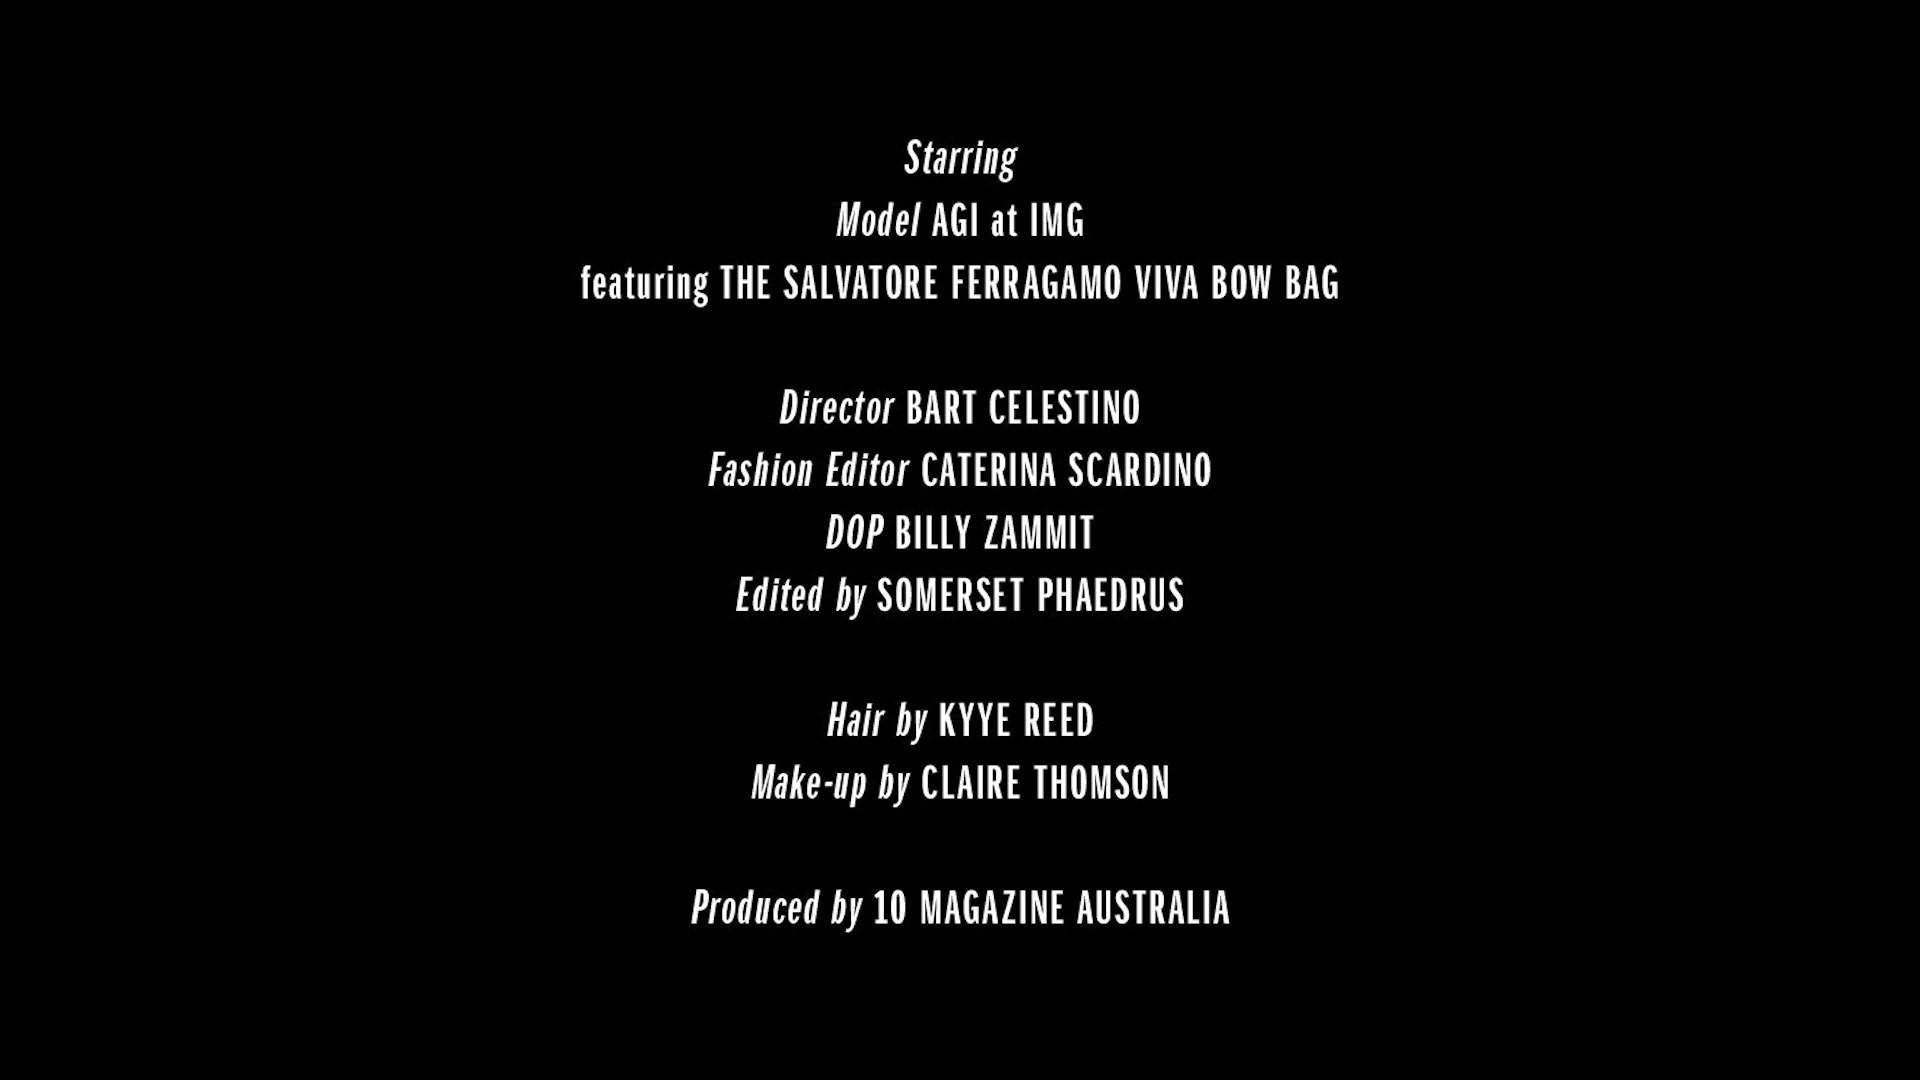 Starring
Model AGI at IMG
featuring THE SALVATORE FERRAGAMO VIVA BOW BAG
Director BART CELESTINO
Fashion Editor CATERINA SCARDINO
DOP BILLY ZAMMIT
Edited by SOMERSET PHAEDRUS
Hair by KYYE REED
Make-up by CLAIRE THOMSON
Produced by 10 MAGAZINE AUSTRALIA